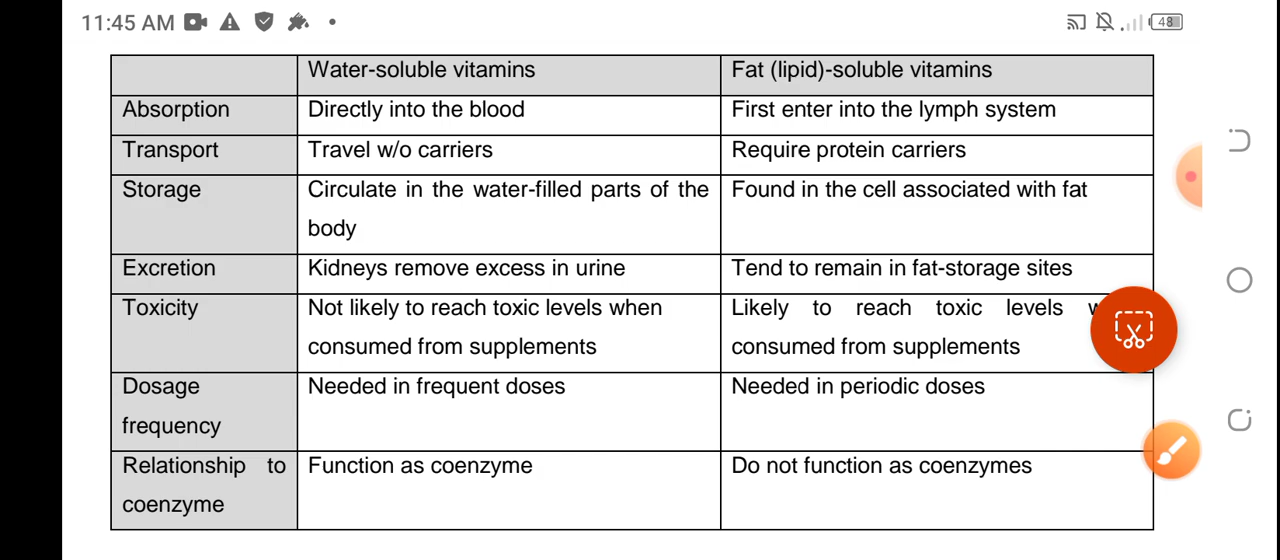 11:45 AM
48
Water-soluble vitamins Fat (lipid)-soluble vitamins
Absorption Directly into the blood First enter into the lymph system
Transport Travel w/o carriers Require protein carriers
Storage Circulate in the water-filled parts of the Found in the cell associated with fat
body
Excretion Kidneys remove excess in urine Tend to remain in fat-storage sites
Toxicity Not likely to reach toxic levels when Likely to reach toxic levels
consumed from supplements consumed from supplements
Dosage Needed in frequent doses Needed in periodic doses
frequency
Relationship to Function as coenzyme Do not function as coenzymes
coenzyme